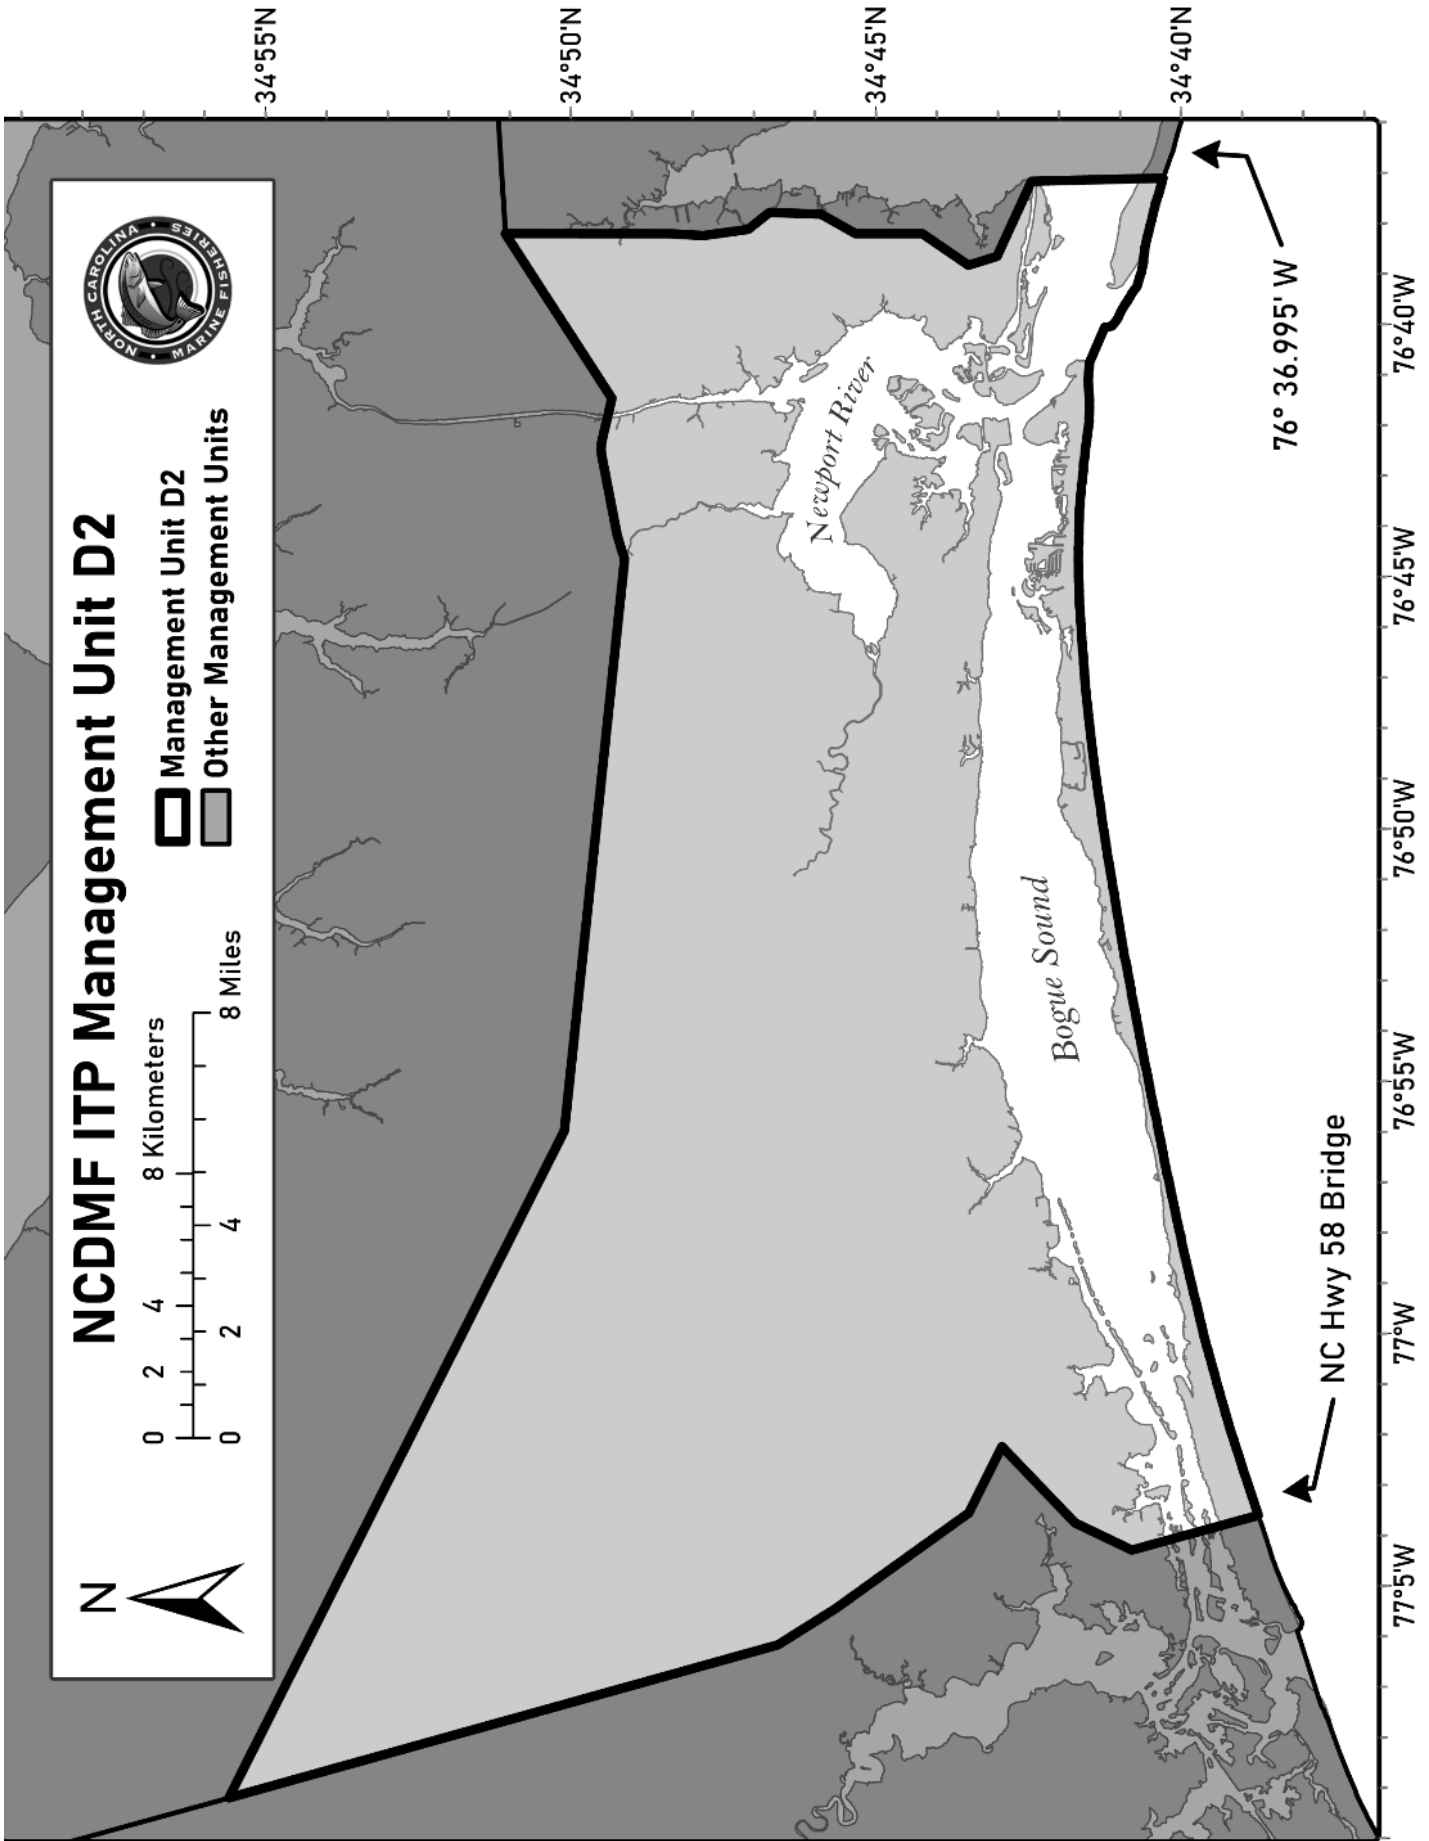 NCDMF ITP Management Unit D2
N
0 2 4 8 Kilometers
0 2 4 8 Miles
Management Unit D2
Other Management Units
NORTH CAROLINA
MARINE FISHERIES
34°55'N
34°50'N
34°45'N
34°40'N
Newport River
Bogue Sound
76° 36.995' W
NC Hwy 58 Bridge
77°5'W
77°W
76°55'W
76°50'W
76°45'W
76°40'W